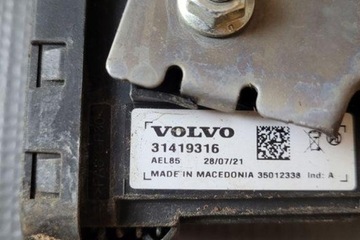 VOLVO
31419316
AEL85 28/07/21
MADE IN MACEDONIA 35012338 Ind: A